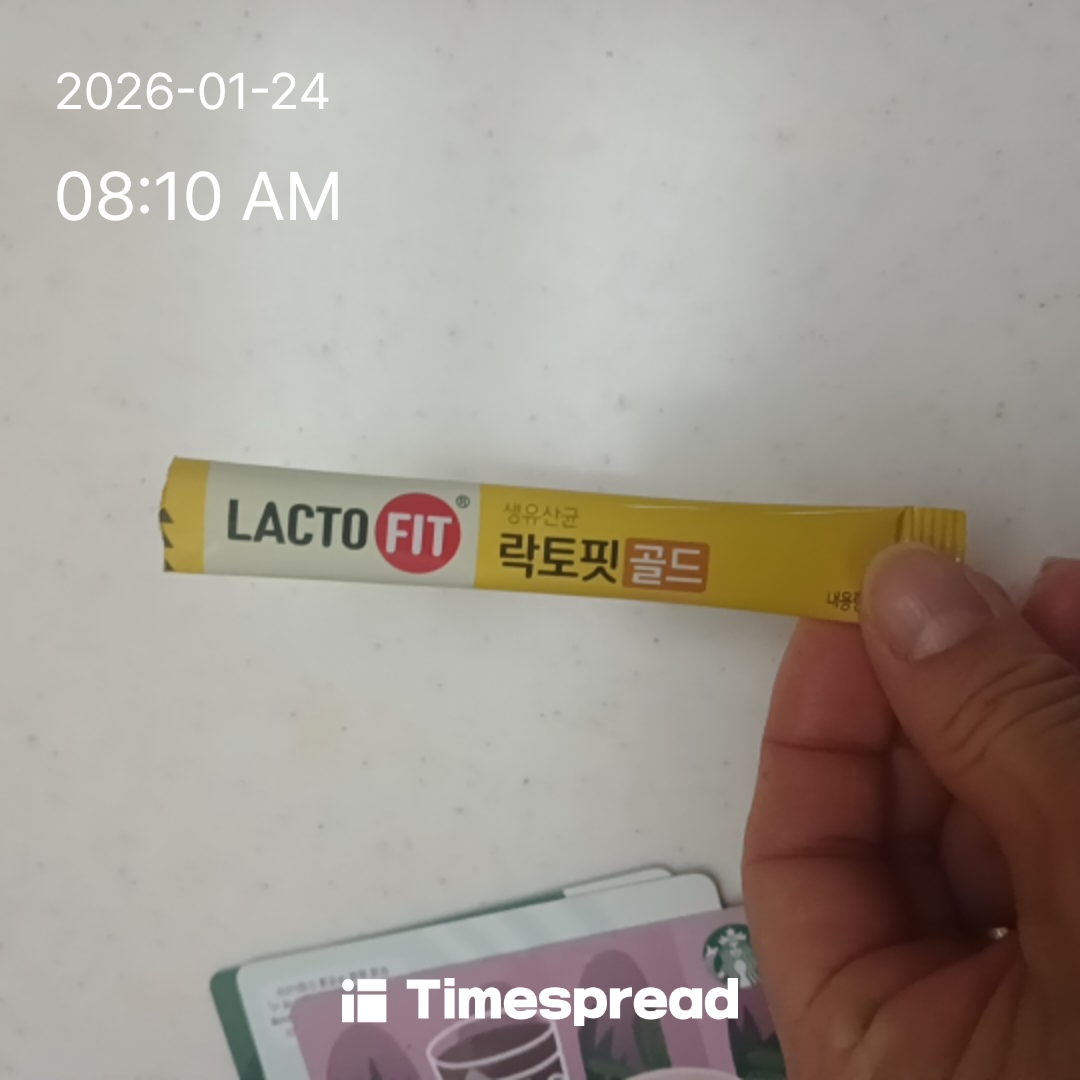 2026-01-24
08:10 AM
LACTO FIT®
생유산균
락토핏 골드
Timespread